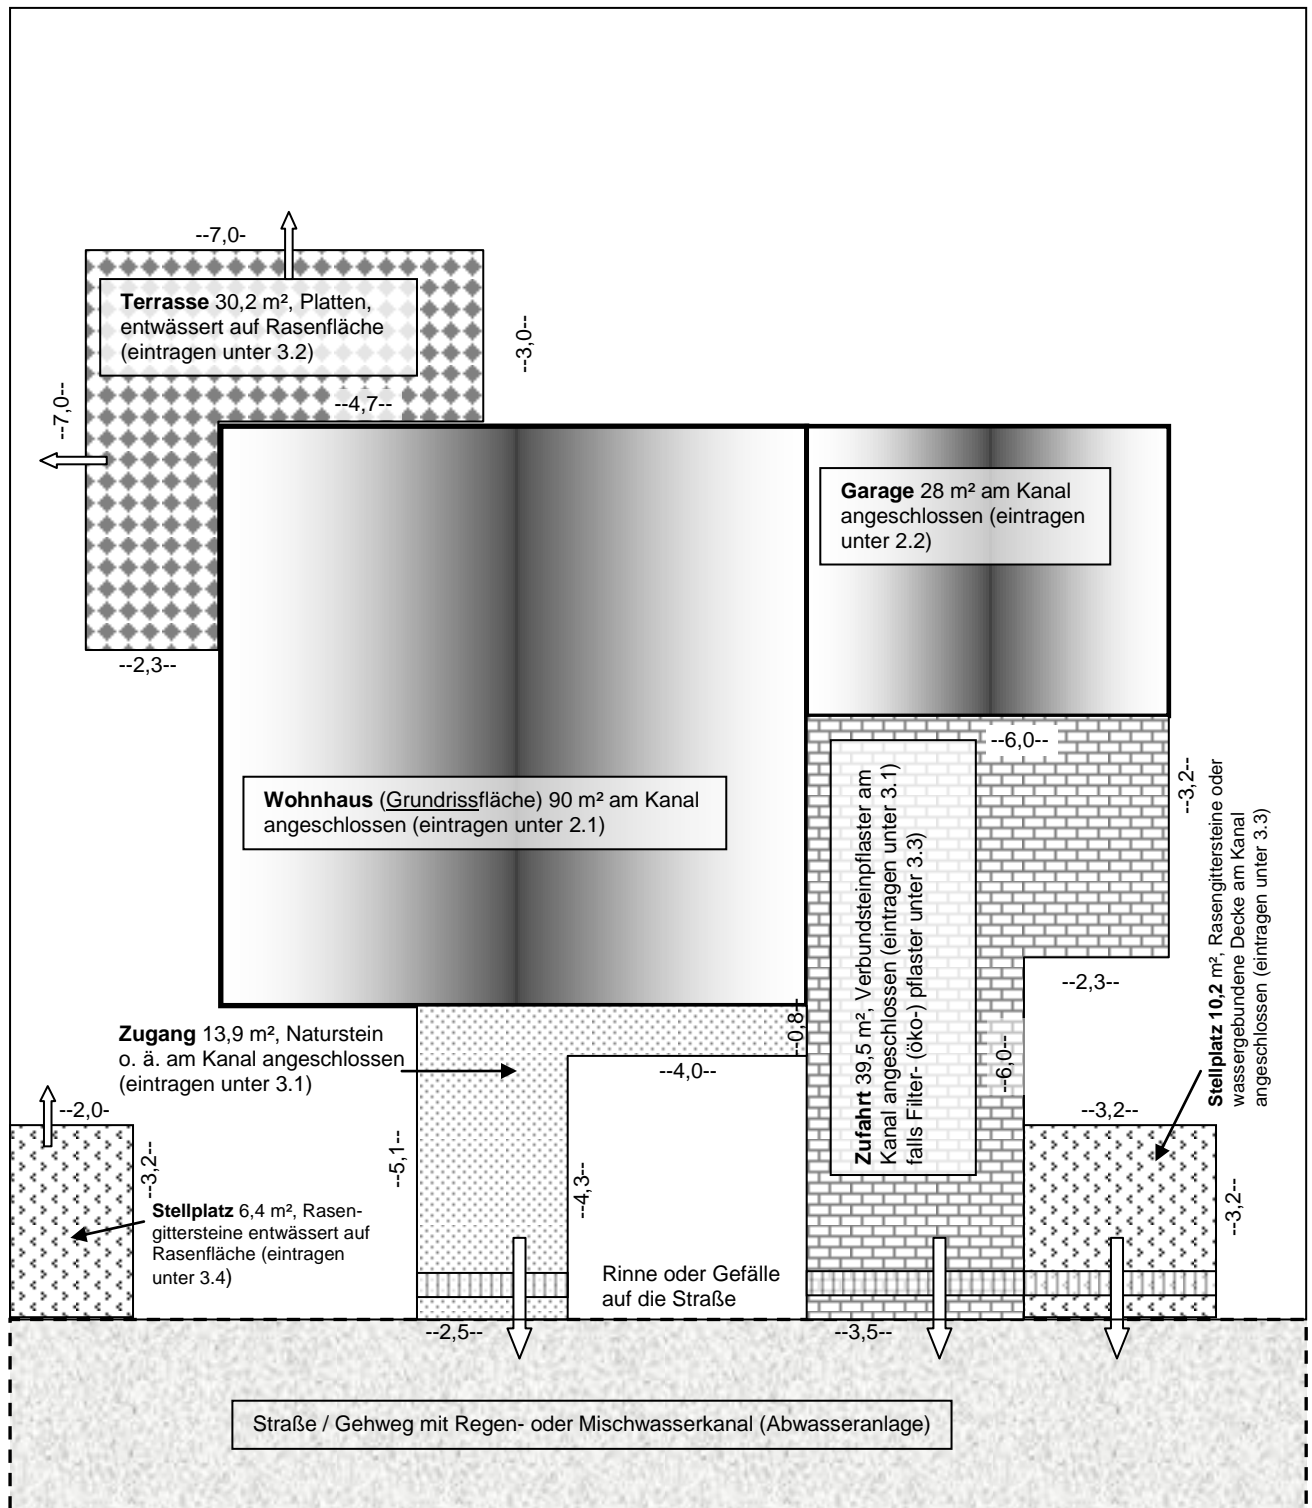 --7,0-
Terrasse 30,2 m², Platten,
entwässert auf Rasenfläche
(eintragen unter 3.2)
--3,0--
--7,0--
--4,7--
Garage 28 m² am Kanal
angeschlossen (eintragen
unter 2.2)
--2,3--
--6,0--
--3,2--
Wohnhaus (Grundrissfläche) 90 m² am Kanal
angeschlossen (eintragen unter 2.1)
Zufahrt 39,5 m², Verbundsteinpflaster am
Kanal angeschlossen (eintragen unter 3.1)
falls Filter- (öko-) pflaster unter 3.3)
Stellplatz 10,2 m², Rasengittersteine oder
wassergebundene Decke am Kanal
angeschlossen (eintragen unter 3.3)
--2,3--
--0,8--
Zugang 13,9 m², Naturstein
o. ä. am Kanal angeschlossen
(eintragen unter 3.1)
--4,0--
--6,0--
--2,0-
--3,2--
--3,2--
--5,1--
--4,3--
--3,2--
Stellplatz 6,4 m², Rasen-
gittersteine entwässert auf
Rasenfläche (eintragen
unter 3.4)
Rinne oder Gefälle
auf die Straße
--2,5--
--3,5--
Straße / Gehweg mit Regen- oder Mischwasserkanal (Abwasseranlage)